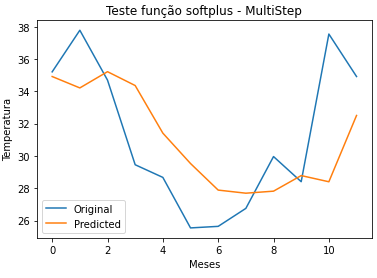 Teste função softplus - MultiStep
Temperatura
38
36
34
32
30
28
26
Original
Predicted
0
2
4
6
8
10
Meses